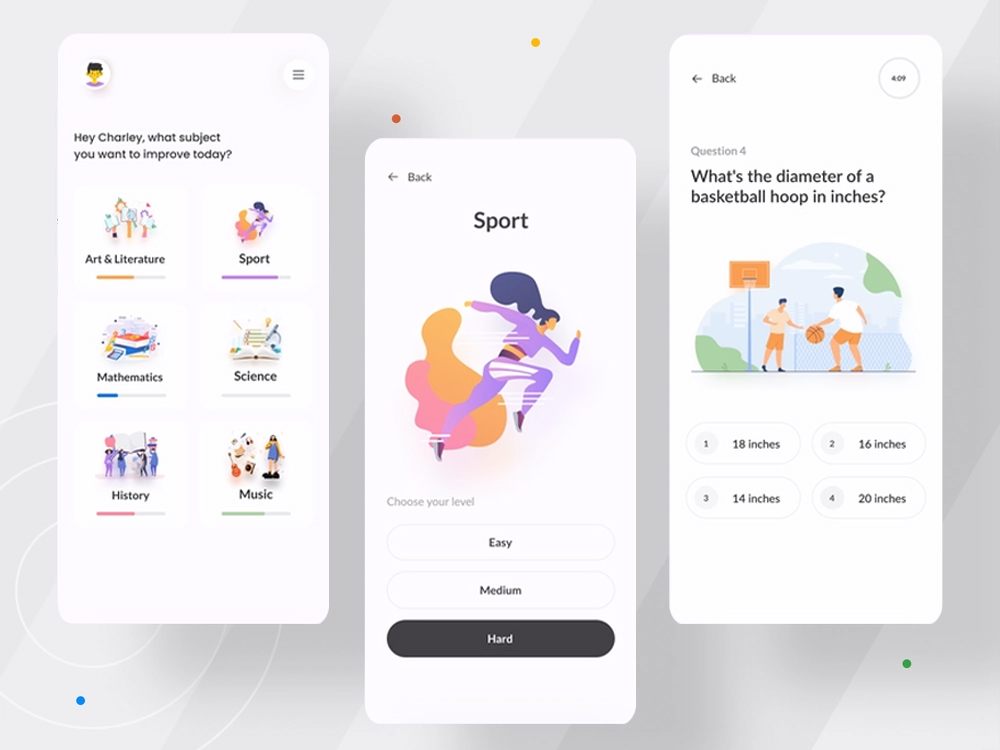 Hey Charley, what subject
you want to improve today?
Art & Literature
Sport
Mathematics
Science
History
Music
Back
Sport
Choose your level
Easy
Medium
Hard
Back
4:09
Question 4
What's the diameter of a
basketball hoop in inches?
1 18 inches
2 16 inches
3 14 inches
4 20 inches